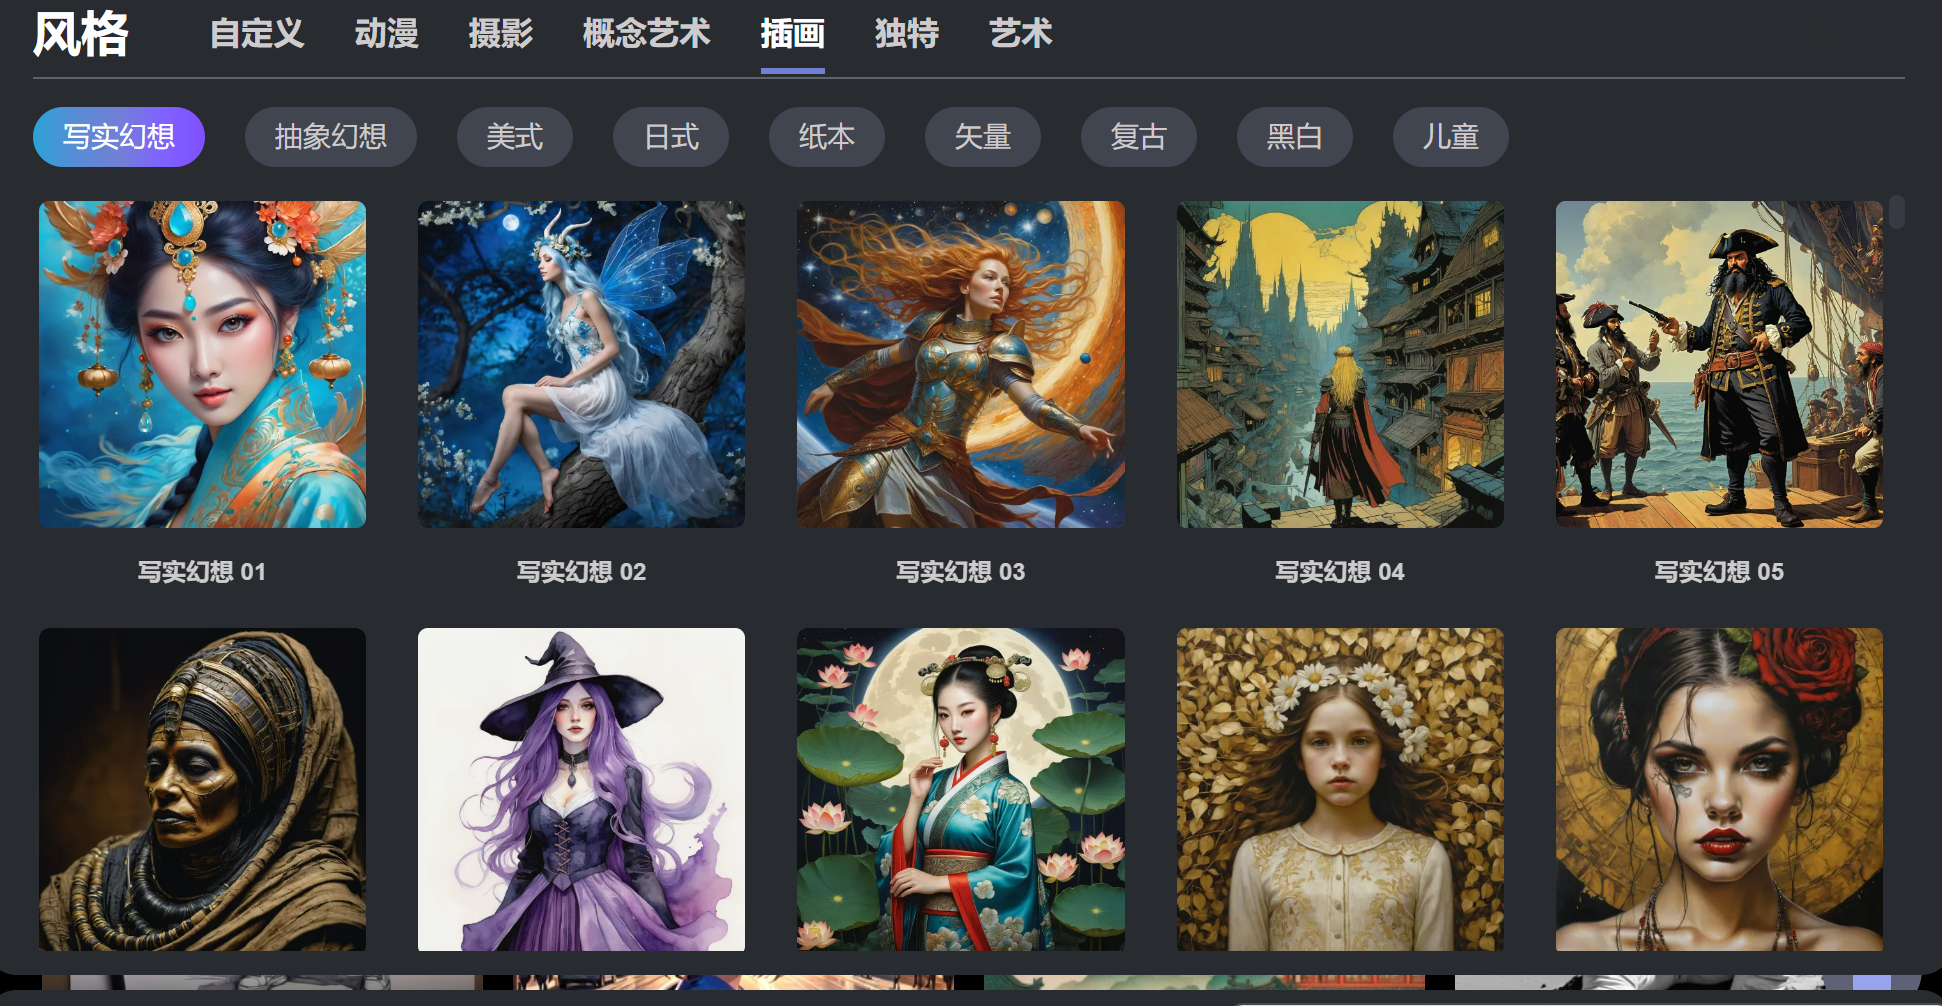 风格 自定义 动漫 摄影 概念艺术 插画 独特 艺术
写实幻想 抽象幻想 美式 日式 纸本 矢量 复古 黑白 儿童
写实幻想 01 写实幻想 02 写实幻想 03 写实幻想 04 写实幻想 05